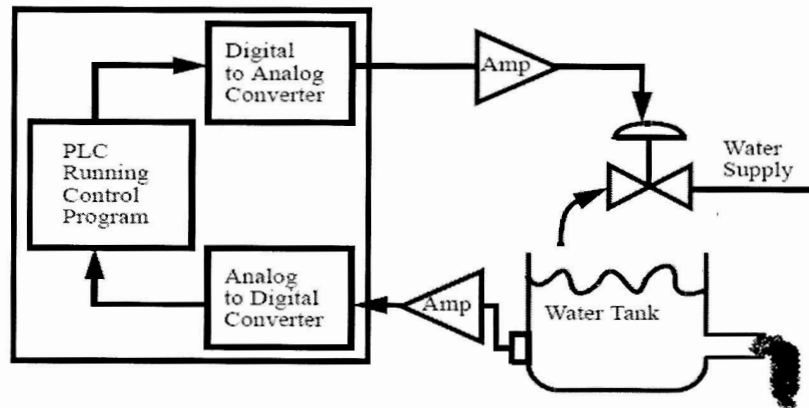 Digital
to Analog
Converter
Amp
PLC
Running
Control
Program
Water
Supply
Analog
to Digital
Converter
Amp
Water Tank